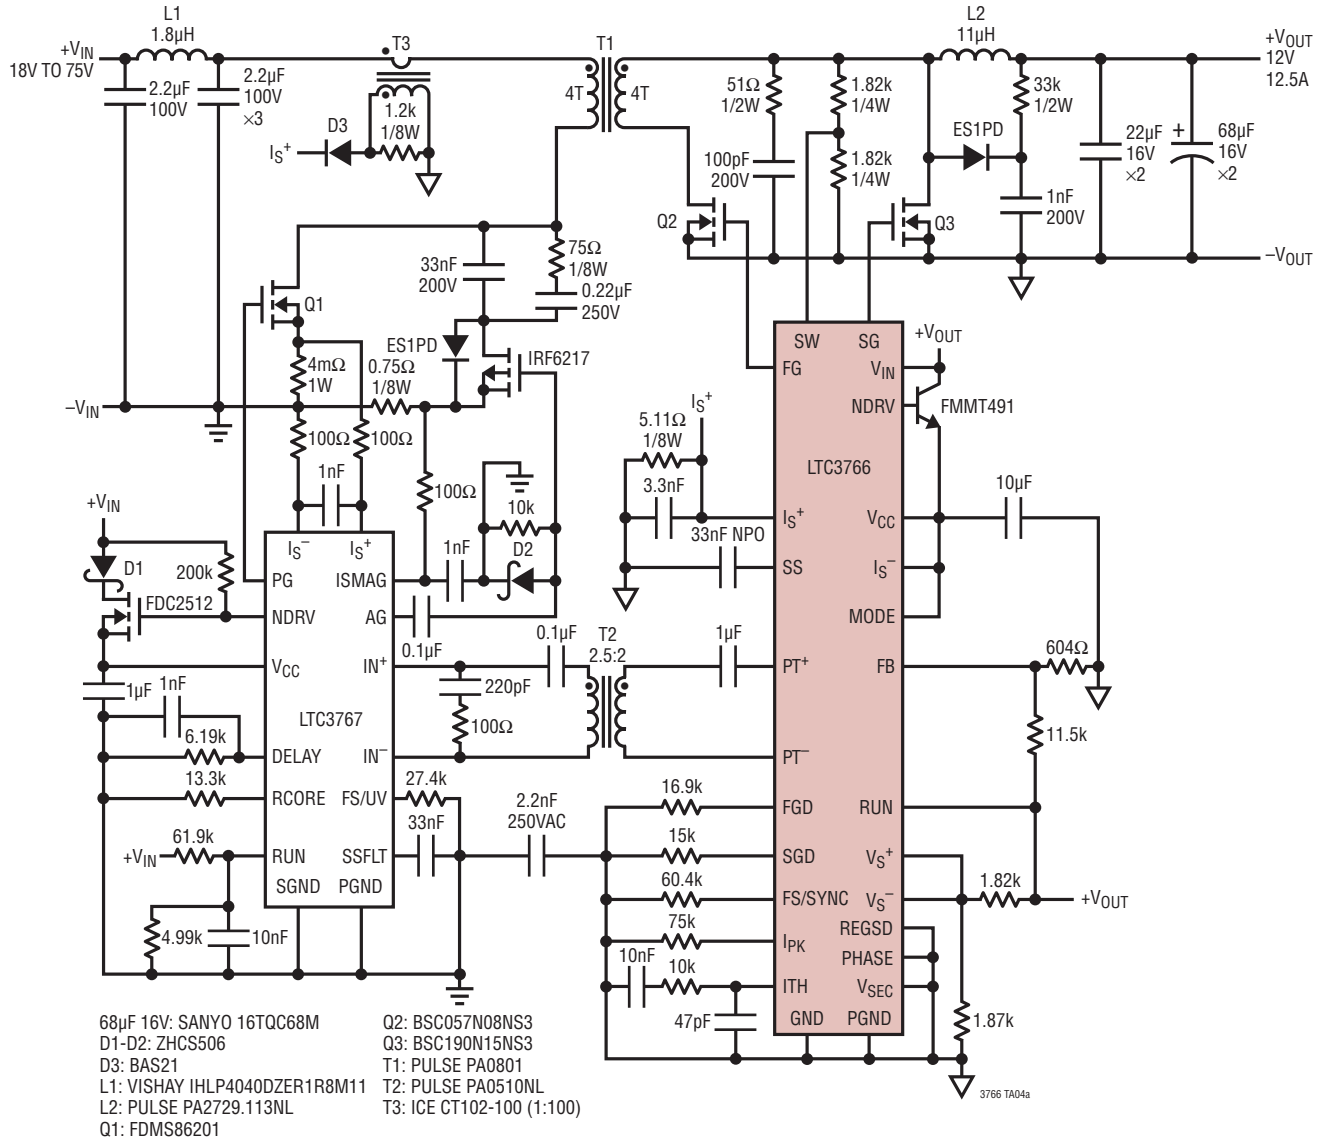 L1
1.8µH
+VIN
18V TO 75V
2.2µF
100V
2.2µF
100V
×3
T3
1.2k
1/8W
D3
IS+
T1
4T
4T
51Ω
1/2W
100pF
200V
1.82k
1/4W
1.82k
1/4W
L2
11µH
33k
1/2W
ES1PD
1nF
200V
22µF
16V
×2
+
68µF
16V
×2
+VOUT
12V
12.5A
–VOUT
Q2
Q3
33nF
200V
75Ω
1/8W
0.22µF
250V
Q1
4mΩ
1W
ES1PD
0.75Ω
1/8W
IRF6217
–VIN
100Ω
100Ω
1nF
100Ω
10k
1nF
D2
0.1µF
+VIN
D1
200k
FDC2512
1µF
1nF
6.19k
13.3k
61.9k
+VIN
4.99k
10nF
IS–
IS+
PG
ISMAG
NDRV
AG
VCC
IN+
LTC3767
DELAY
IN–
RCORE
FS/UV
RUN
SSFLT
SGND
PGND
0.1µF
T2
2.5:2
1µF
220pF
100Ω
27.4k
33nF
2.2nF
250VAC
IS+
5.11Ω
1/8W
3.3nF
33nF NPO
SW
SG
FG
VIN
NDRV
LTC3766
IS+
VCC
SS
IS–
MODE
PT+
FB
PT–
FGD
RUN
SGD
VS+
FS/SYNC
VS–
REGSD
IPK
PHASE
ITH
VSEC
GND
PGND
+VOUT
FMMT491
10µF
604Ω
11.5k
1.82k
+VOUT
1.87k
16.9k
15k
60.4k
75k
10nF
10k
47pF
68µF 16V: SANYO 16TQC68M
D1-D2: ZHCS506
D3: BAS21
L1: VISHAY IHLP4040DZER1R8M11
L2: PULSE PA2729.113NL
Q1: FDMS86201
Q2: BSC057N08NS3
Q3: BSC190N15NS3
T1: PULSE PA0801
T2: PULSE PA0510NL
T3: ICE CT102-100 (1:100)
3766 TA04a